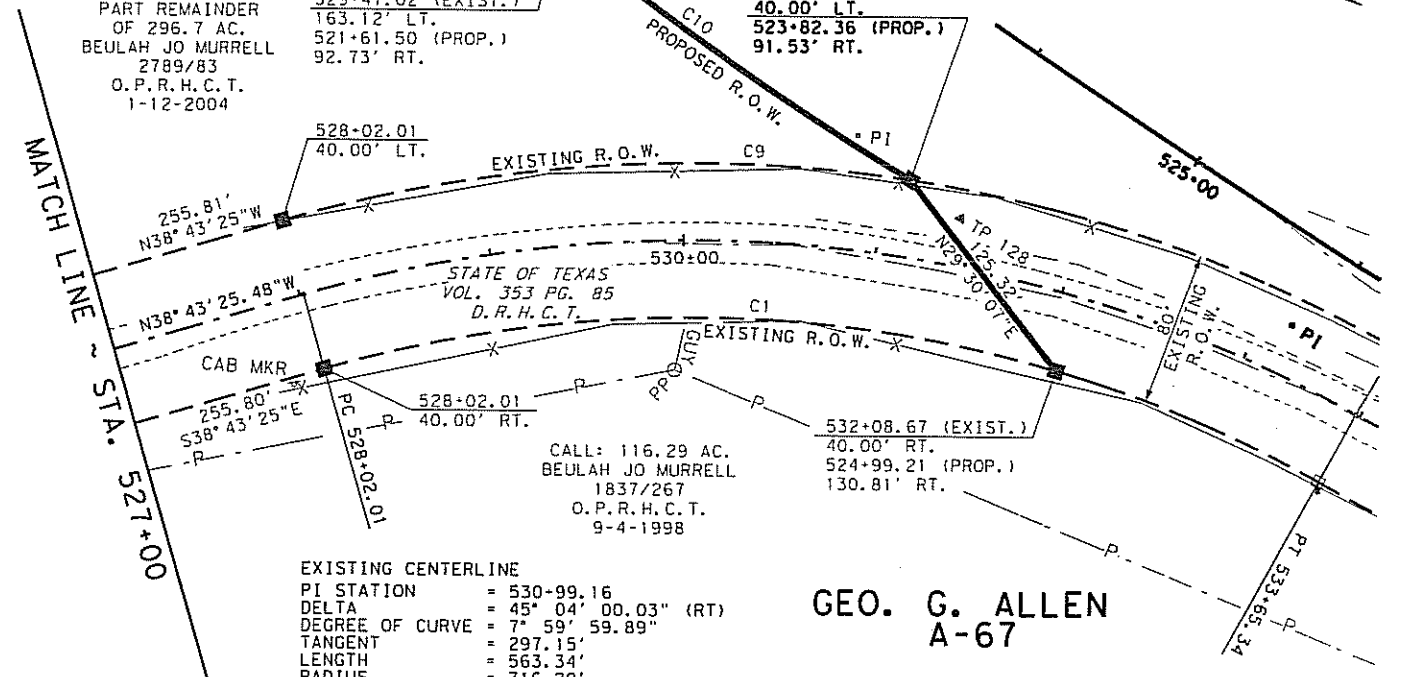 PART REMAINDER
OF 296.7 AC.
BEULAH JO MURRELL
2789/83
O.P.R.H.C.T.
1-12-2004
163.12' LT.
521+61.50 (PROP.)
92.73' RT.
C10
PROPOSED R.O.W.
40.00' LT.
523+82.36 (PROP.)
91.53' RT.
PI
525+00
528+02.01
40.00' LT.
EXISTING R.O.W.
C9
X
X
X
X
MATCH LINE ~ STA. 527+00
255.81'
N38°43'25"W
N38°43'25.48"W
530+00
STATE OF TEXAS
VOL. 353 PG. 85
D.R.H.C.T.
TP 128
125.32'
N29°30'07"E
80'
EXISTING
R.O.W.
PI
C1
EXISTING R.O.W.
CAB MKR
X
X
X
255.80'
S38°43'25"E
PC 528+02.01
528+02.01
40.00' RT.
GUY
PP
P
P
P
P
P
P
532+08.67 (EXIST.)
40.00' RT.
524+99.21 (PROP.)
130.81' RT.
CALL: 116.29 AC.
BEULAH JO MURRELL
1837/267
O.P.R.H.C.T.
9-4-1998
PT 533+65.34
EXISTING CENTERLINE
PI STATION = 530+99.16
DELTA = 45° 04' 00.03" (RT)
DEGREE OF CURVE = 7° 59' 59.89"
TANGENT = 297.15'
LENGTH = 563.34'
GEO. G. ALLEN
A-67